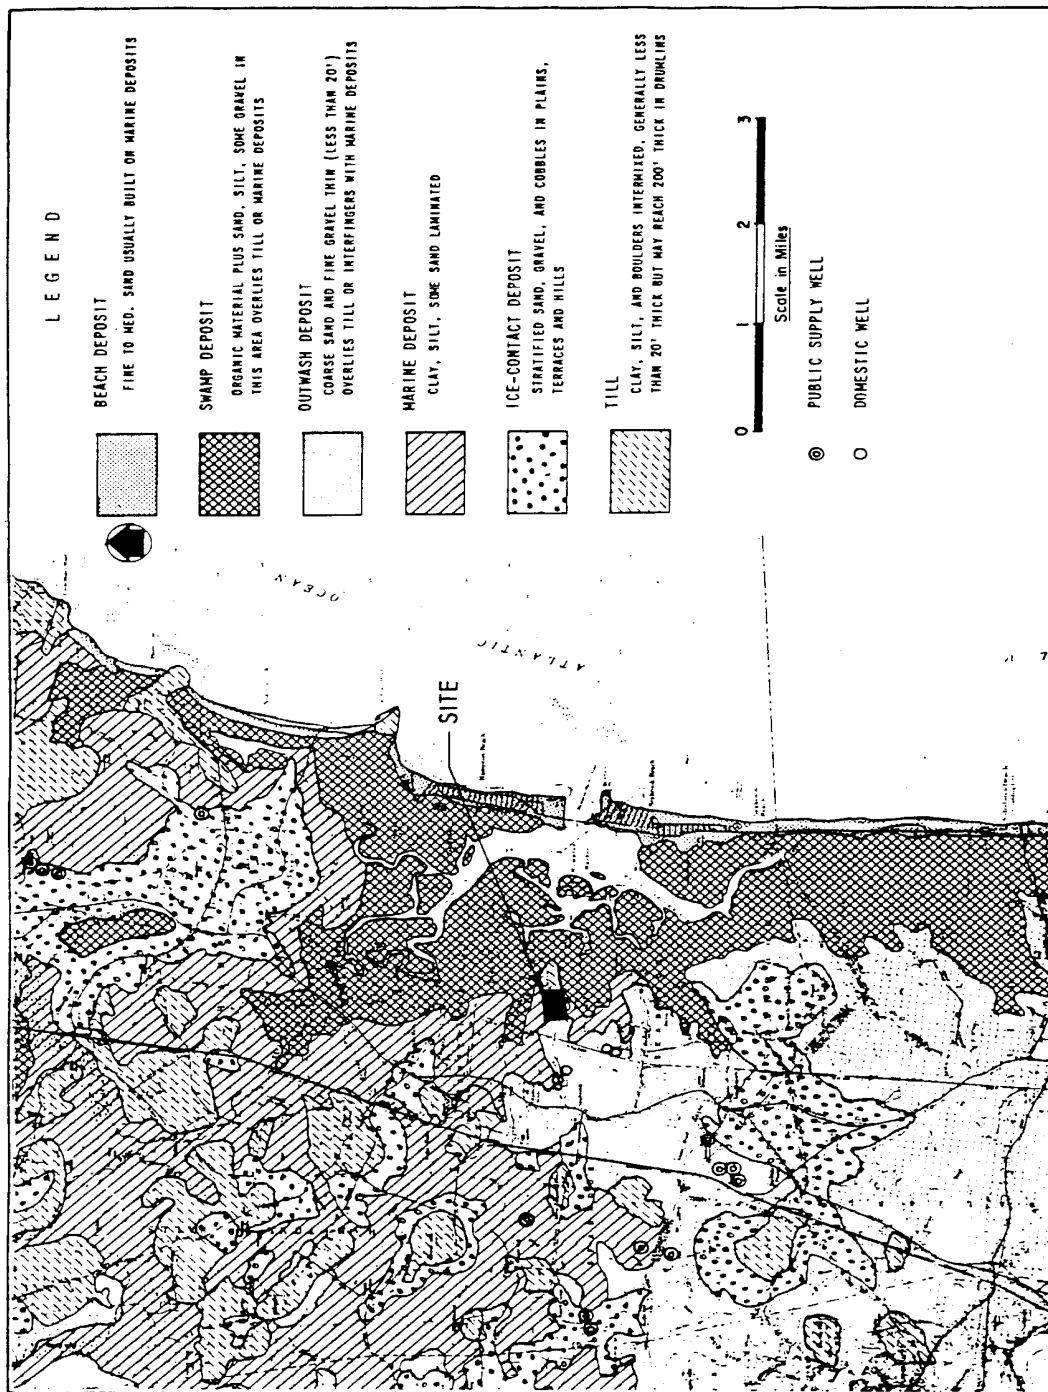 LEGEND
BEACH DEPOSIT
FINE TO MED. SAND USUALLY BUILT ON MARINE DEPOSITS
SWAMP DEPOSIT
ORGANIC MATERIAL PLUS SAND, SILT, SOME GRAVEL IN
THIS AREA OVERLIES TILL OR MARINE DEPOSITS
OUTWASH DEPOSIT
COARSE SAND AND FINE GRAVEL THIN (LESS THAN 20')
OVERLIES TILL OR INTERFINGERS WITH MARINE DEPOSITS
MARINE DEPOSIT
CLAY, SILT, SOME SAND LAMINATED
ICE-CONTACT DEPOSIT
STRATIFIED SAND, GRAVEL, AND COBBLES IN PLAINS,
TERRACES AND HILLS
TILL
CLAY, SILT, AND BOULDERS INTERMIXED, GENERALLY LESS
THAN 20' THICK BUT MAY REACH 200' THICK IN DRUMLINS
0 1 2 3
Scale in Miles
PUBLIC SUPPLY WELL
DOMESTIC WELL
ATLANTIC OCEAN
SITE
Hampton Beach
Seabrook Beach
7